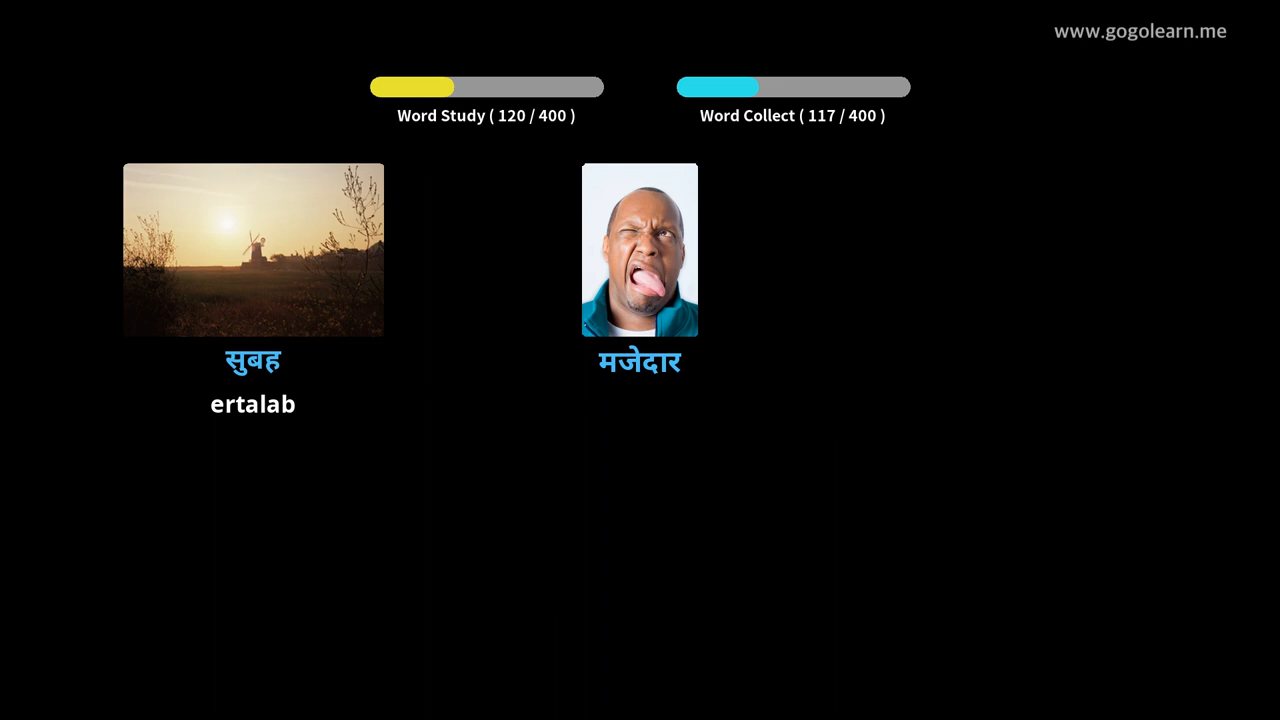 www.gogolearn.me
Word Study ( 120 / 400 )
Word Collect ( 117 / 400 )
सुबह
मजेदार
ertalab